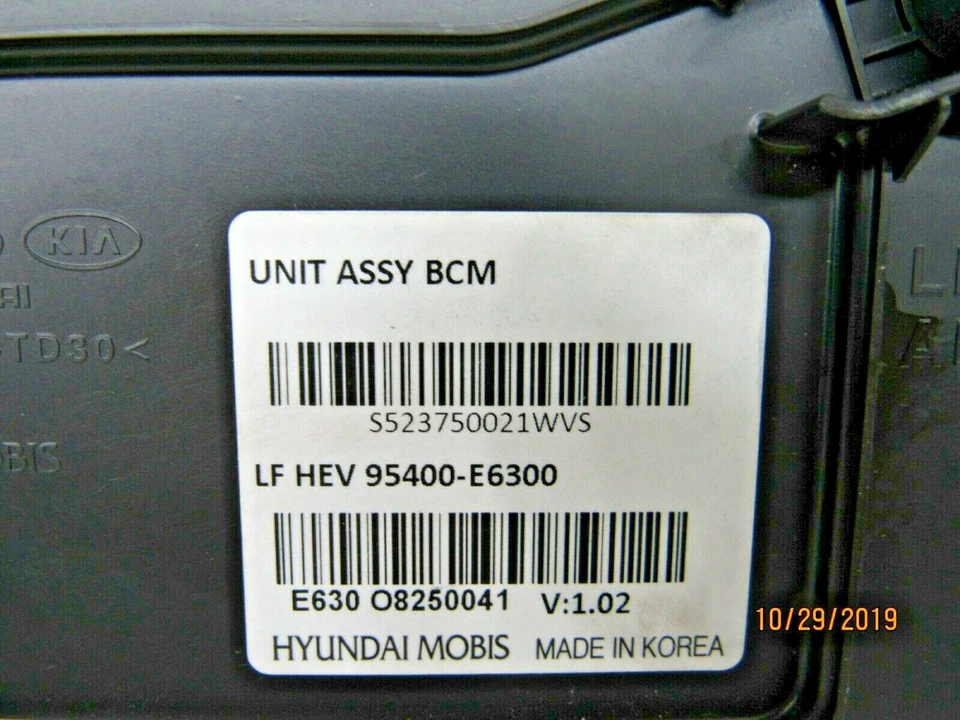 KIA
TD30<
UNIT ASSY BCM
S523750021WVS
LF HEV 95400-E6300
E630 O8250041 V:1.02
HYUNDAI MOBIS MADE IN KOREA
10/29/2019